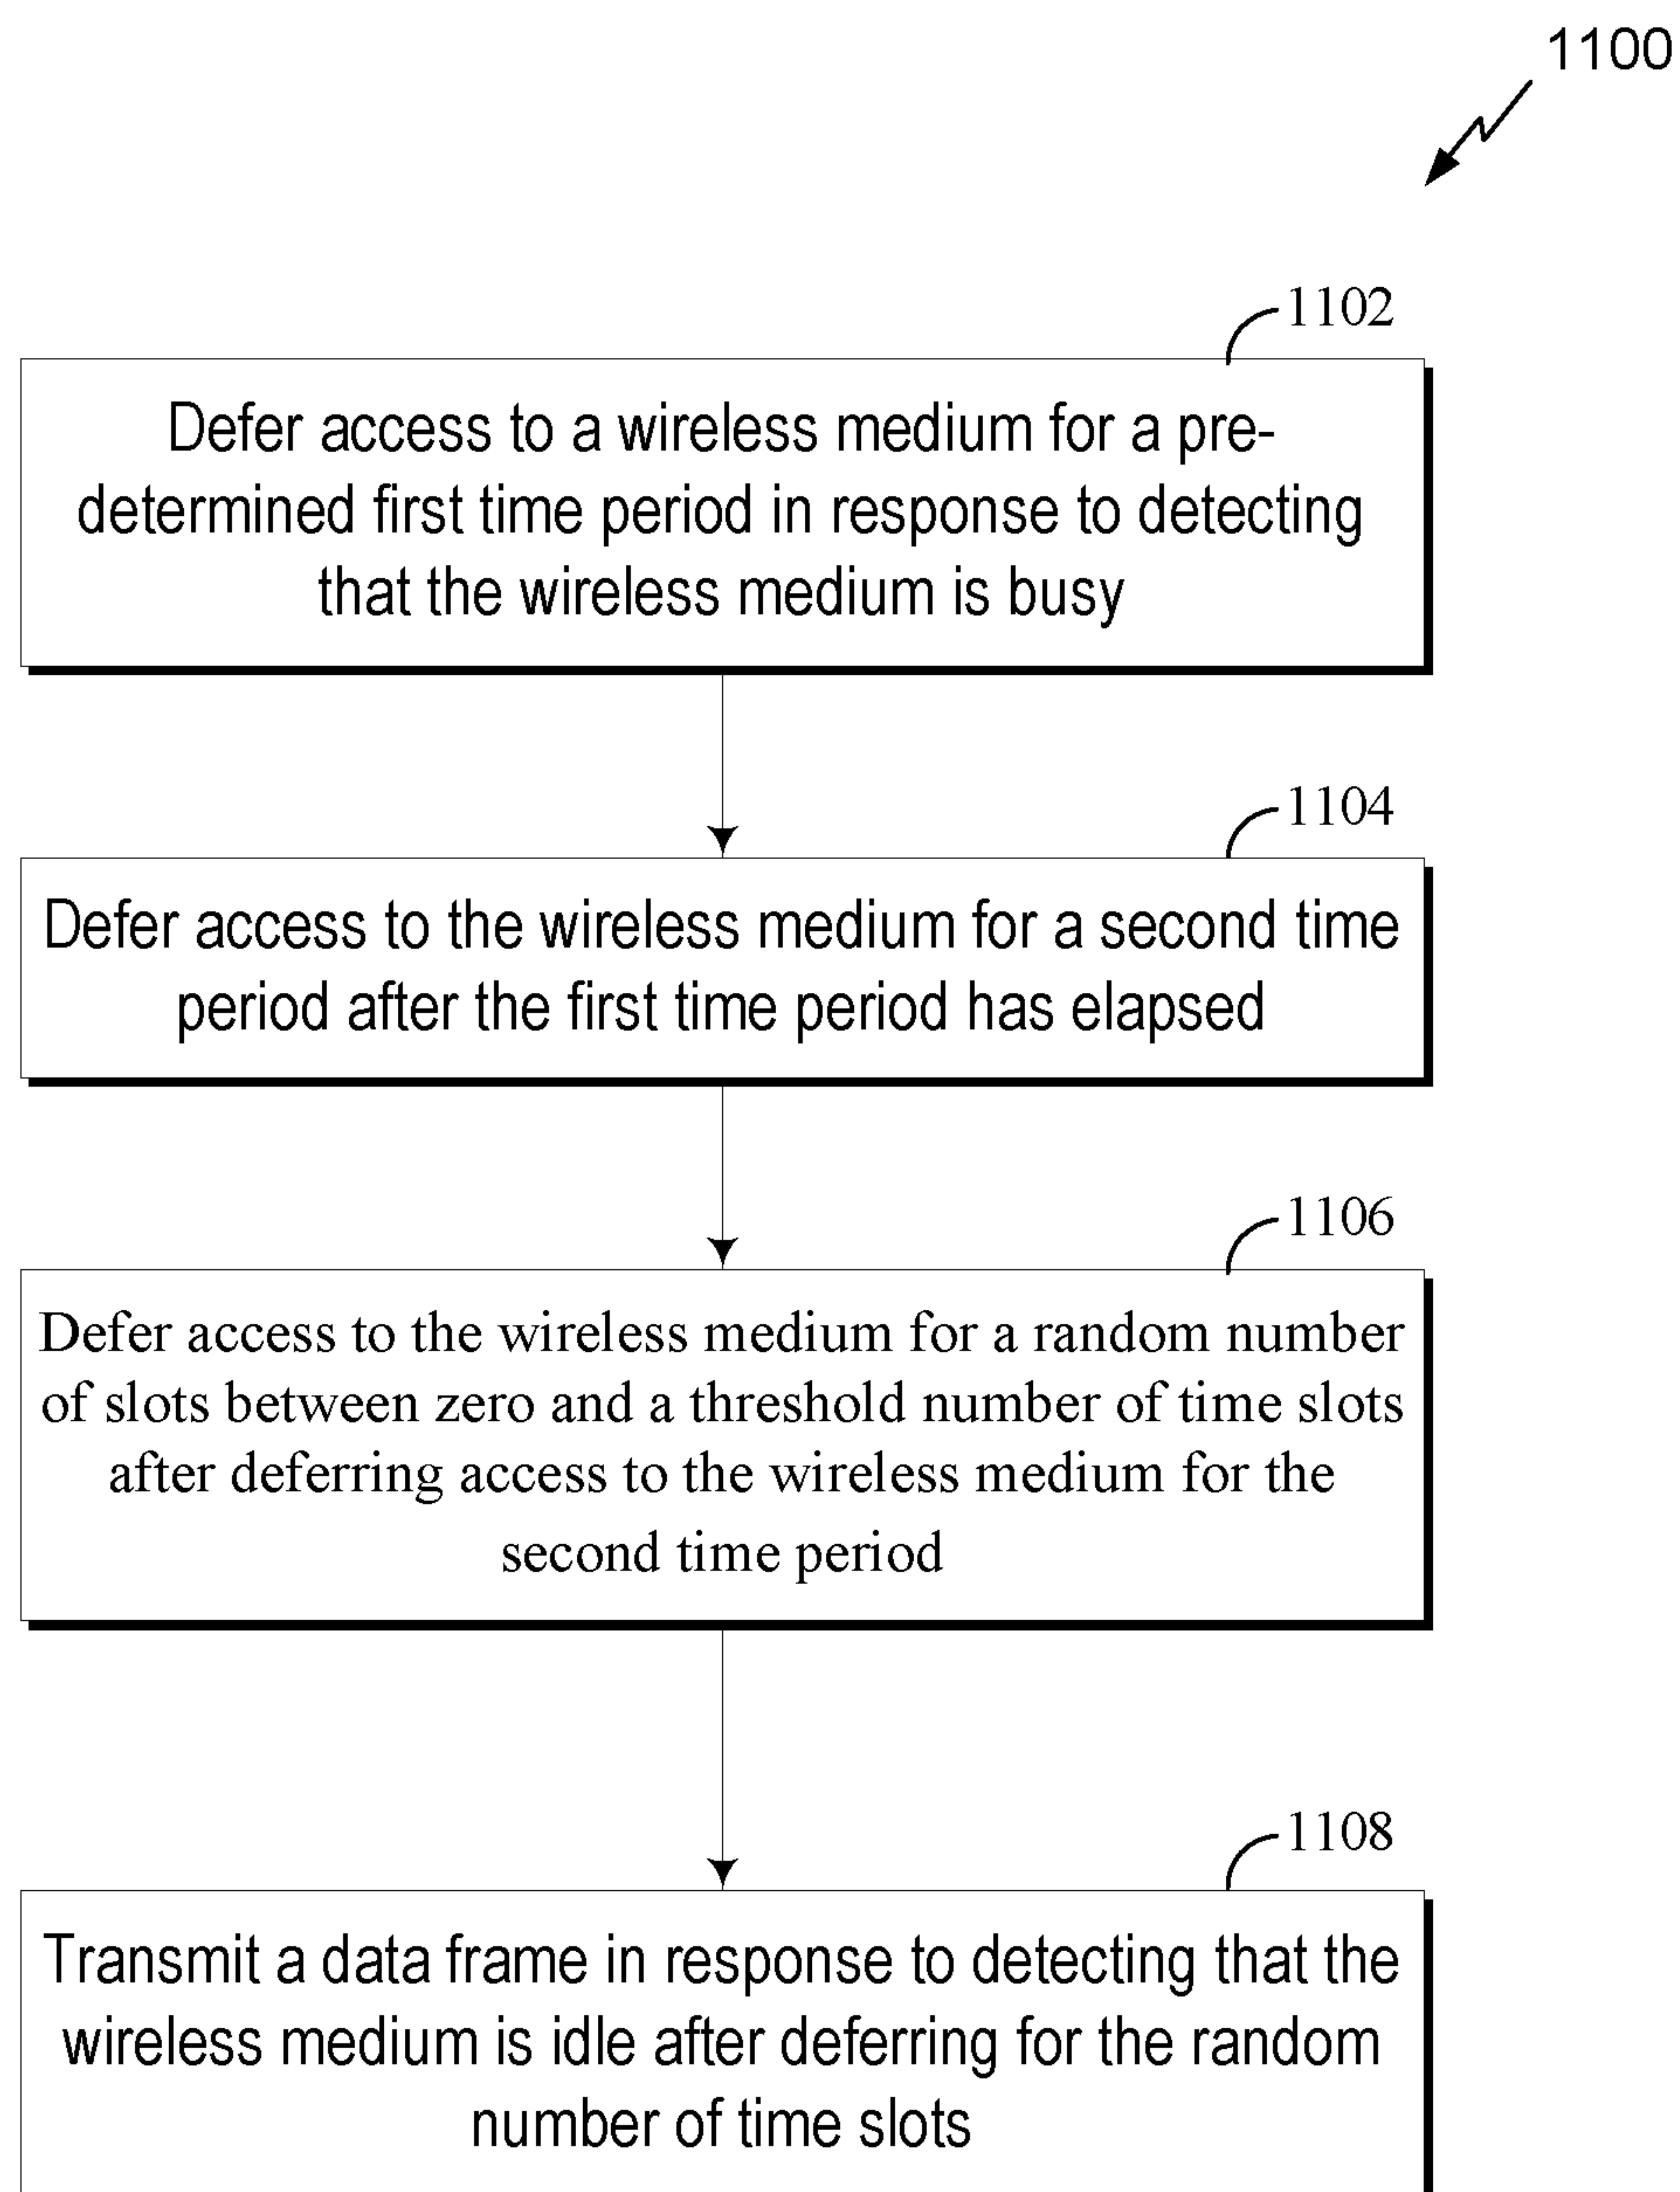 1100
1102
Defer access to a wireless medium for a pre-
determined first time period in response to detecting
that the wireless medium is busy
1104
Defer access to the wireless medium for a second time
period after the first time period has elapsed
1106
Defer access to the wireless medium for a random number
of slots between zero and a threshold number of time slots
after deferring access to the wireless medium for the
second time period
1108
Transmit a data frame in response to detecting that the
wireless medium is idle after deferring for the random
number of time slots